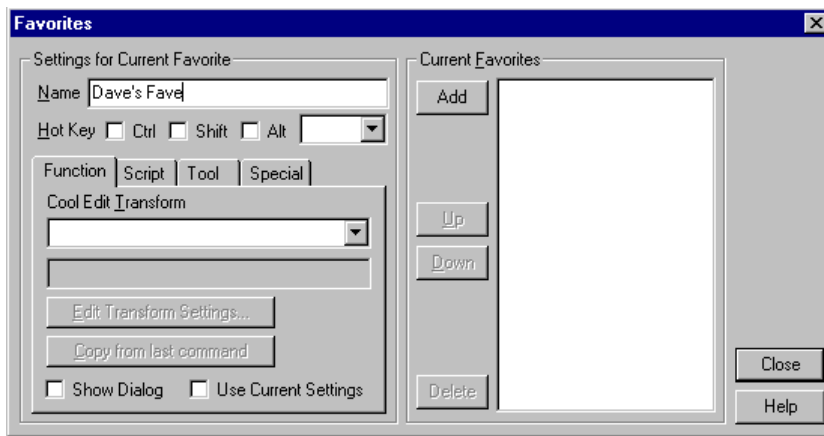 Favorites
Settings for Current Favorite
Name Dave's Fave
Hot Key Ctrl Shift Alt
Function Script Tool Special
Cool Edit Transform
Edit Transform Settings...
Copy from last command
Show Dialog Use Current Settings
Current Favorites
Add
Up
Down
Delete
Close
Help